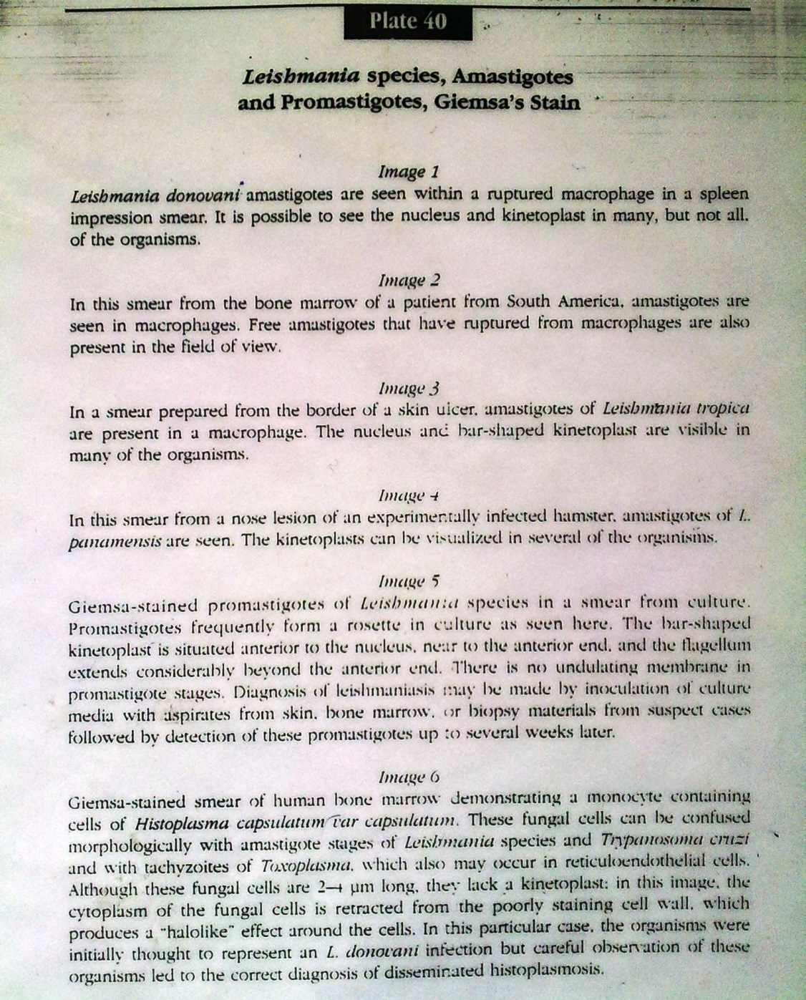 Plate 40
Leishmania species, Amastigotes
and Promastigotes, Giemsa's Stain
Image 1
Leishmania donovani amastigotes are seen within a ruptured macrophage in a spleen
impression smear. It is possible to see the nucleus and kinetoplast in many, but not all,
of the organisms.
Image 2
In this smear from the bone marrow of a patient from South America, amastigotes are
seen in macrophages. Free amastigotes that have ruptured from macrophages are also
present in the field of view.
Image 3
In a smear prepared from the border of a skin ulcer, amastigotes of Leishmania tropica
are present in a macrophage. The nucleus and bar-shaped kinetoplast are visible in
many of the organisms.
Image 4
In this smear from a nose lesion of an experimentally infected hamster, amastigotes of L.
panamensis are seen. The kinetoplasts can be visualized in several of the organisms.
Image 5
Giemsa-stained promastigotes of Leishmania species in a smear from culture.
Promastigotes frequently form a rosette in culture as seen here. The bar-shaped
kinetoplast is situated anterior to the nucleus, near to the anterior end, and the flagellum
extends considerably beyond the anterior end. There is no undulating membrane in
promastigote stages. Diagnosis of leishmaniasis may be made by inoculation of culture
media with aspirates from skin, bone marrow, or biopsy materials from suspect cases
followed by detection of these promastigotes up to several weeks later.
Image 6
Giemsa-stained smear of human bone marrow demonstrating a monocyte containing
cells of Histoplasma capsulatum var capsulatum. These fungal cells can be confused
morphologically with amastigote stages of Leishmania species and Trypanosoma cruzi
and with tachyzoites of Toxoplasma, which also may occur in reticuloendothelial cells.
Although these fungal cells are 2–4 µm long, they lack a kinetoplast; in this image, the
cytoplasm of the fungal cells is retracted from the poorly staining cell wall, which
produces a "halolike" effect around the cells. In this particular case, the organisms were
initially thought to represent an L. donovani infection but careful observation of these
organisms led to the correct diagnosis of disseminated histoplasmosis.